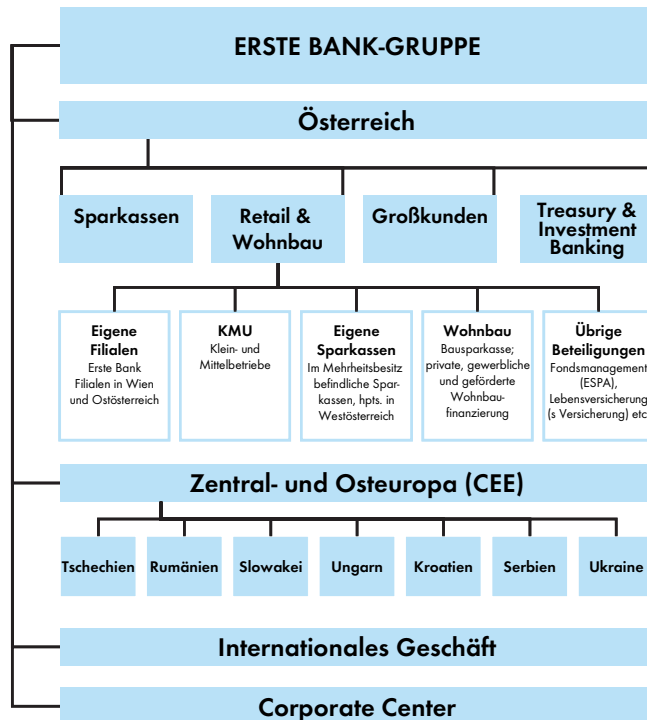 ERSTE BANK-GRUPPE
Österreich
Sparkassen
Retail &
Wohnbau
Großkunden
Treasury &
Investment
Banking
Eigene
Filialen
Erste Bank
Filialen in Wien
und Ostösterreich
KMU
Klein- und
Mittelbetriebe
Eigene
Sparkassen
Im Mehrheitsbesitz
befindliche Spar-
kassen, hpts. in
Westösterreich
Wohnbau
Bausparkasse;
private, gewerbliche
und geförderte
Wohnbau-
finanzierung
Übrige
Beteiligungen
Fondsmanagement
(ESPA),
Lebensversicherung
(s Versicherung) etc
Zentral- und Osteuropa (CEE)
Tschechien
Rumänien
Slowakei
Ungarn
Kroatien
Serbien
Ukraine
Internationales Geschäft
Corporate Center